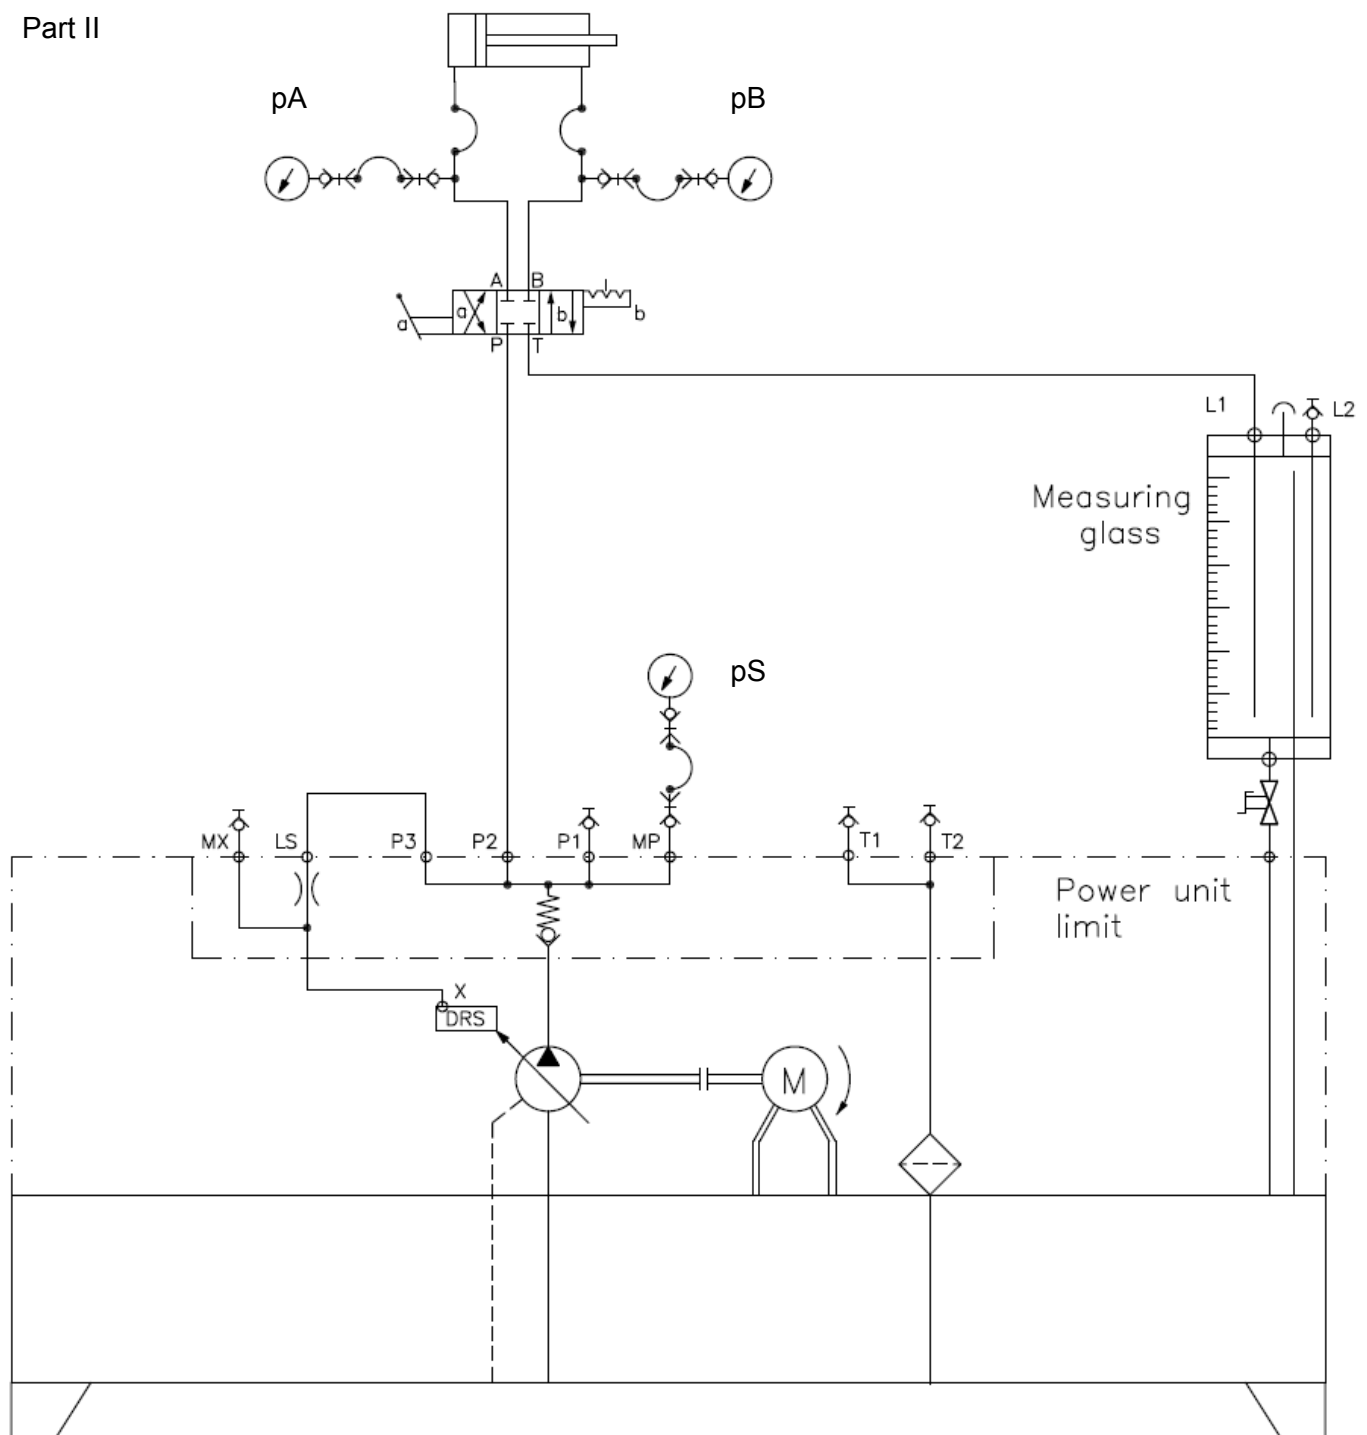 Part II
pA
pB
A B
a
a
b
b
P T
L1
L2
Measuring
glass
pS
MX LS P3 P2 P1 MP T1 T2
Power unit
limit
X
DRS
M